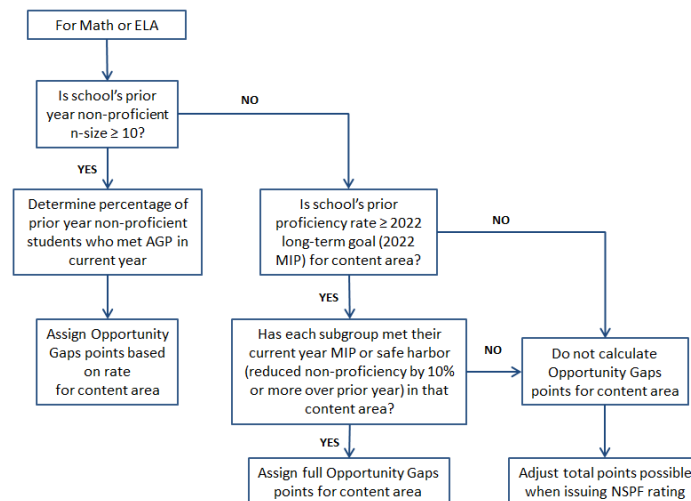 For Math or ELA
Is school's prior
year non-proficient
n-size ≥ 10?
NO
YES
Determine percentage of
prior year non-proficient
students who met AGP in
current year
Is school's prior
proficiency rate ≥ 2022
long-term goal (2022
MIP) for content area?
NO
YES
Assign Opportunity
Gaps points based
on rate
for content area
Has each subgroup met their
current year MIP or safe harbor
(reduced non-proficiency by 10%
or more over prior year) in that
content area?
NO
Do not calculate
Opportunity Gaps
points for content area
YES
Assign full Opportunity Gaps
points for content area
Adjust total points possible
when issuing NSPF rating